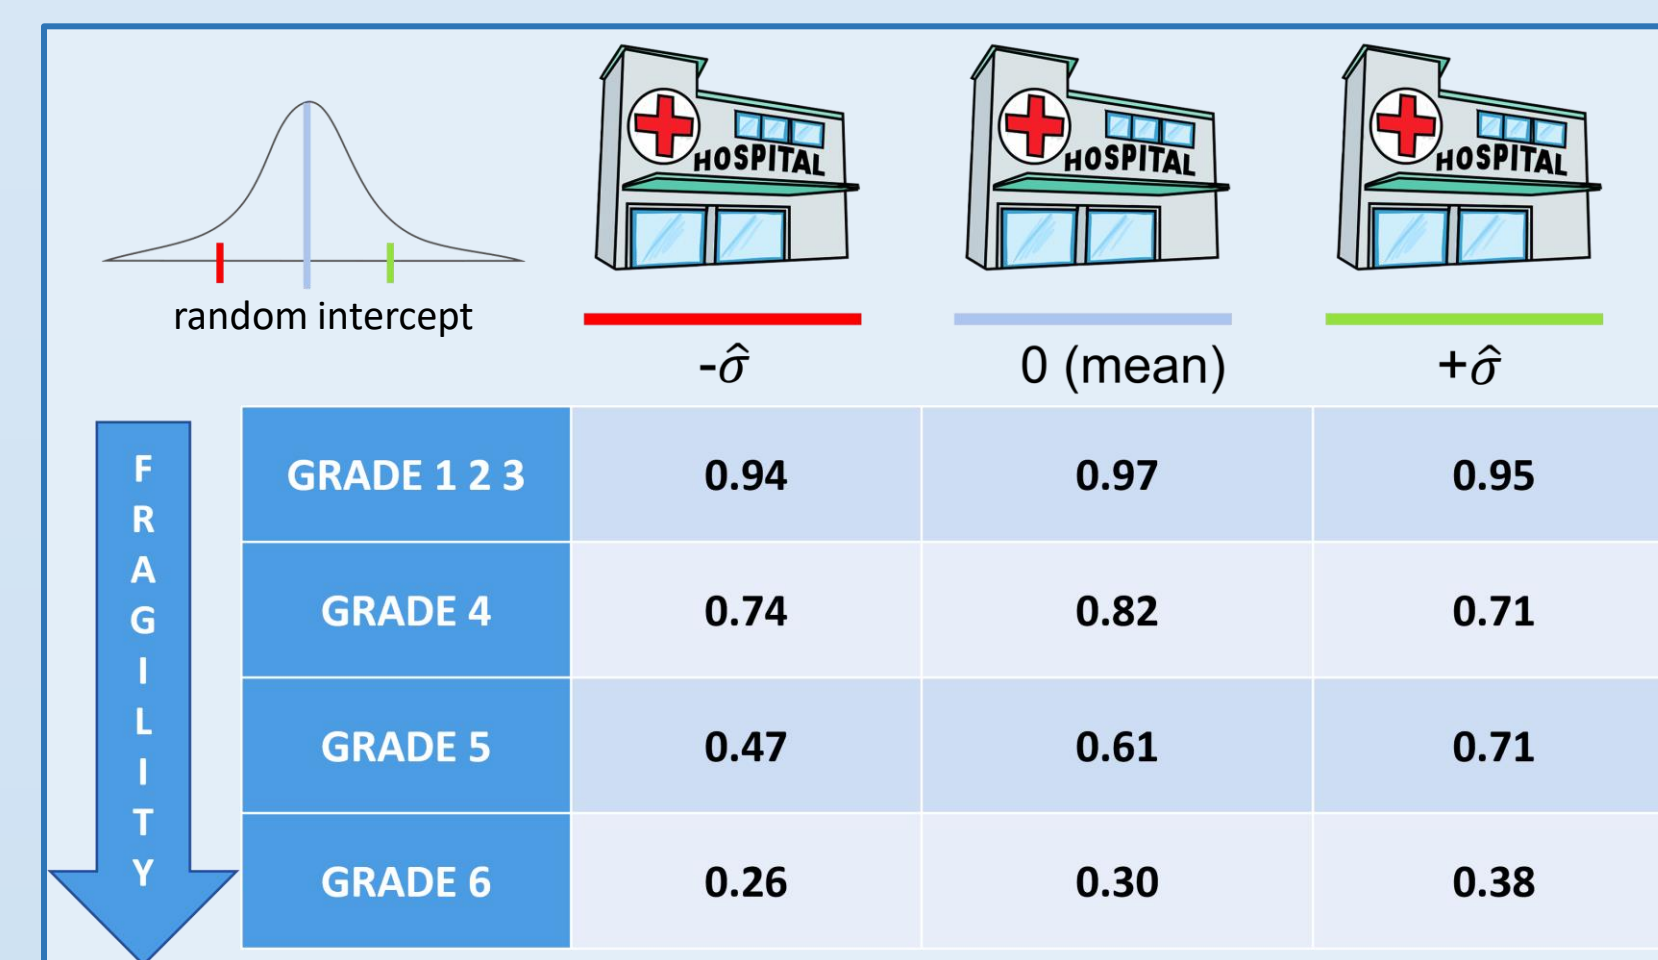 HOSPITAL
HOSPITAL
HOSPITAL
random intercept
-σ̂
0 (mean)
+σ̂
FRAGILITY
GRADE 1 2 3 0.94 0.97 0.95
GRADE 4 0.74 0.82 0.71
GRADE 5 0.47 0.61 0.71
GRADE 6 0.26 0.30 0.38